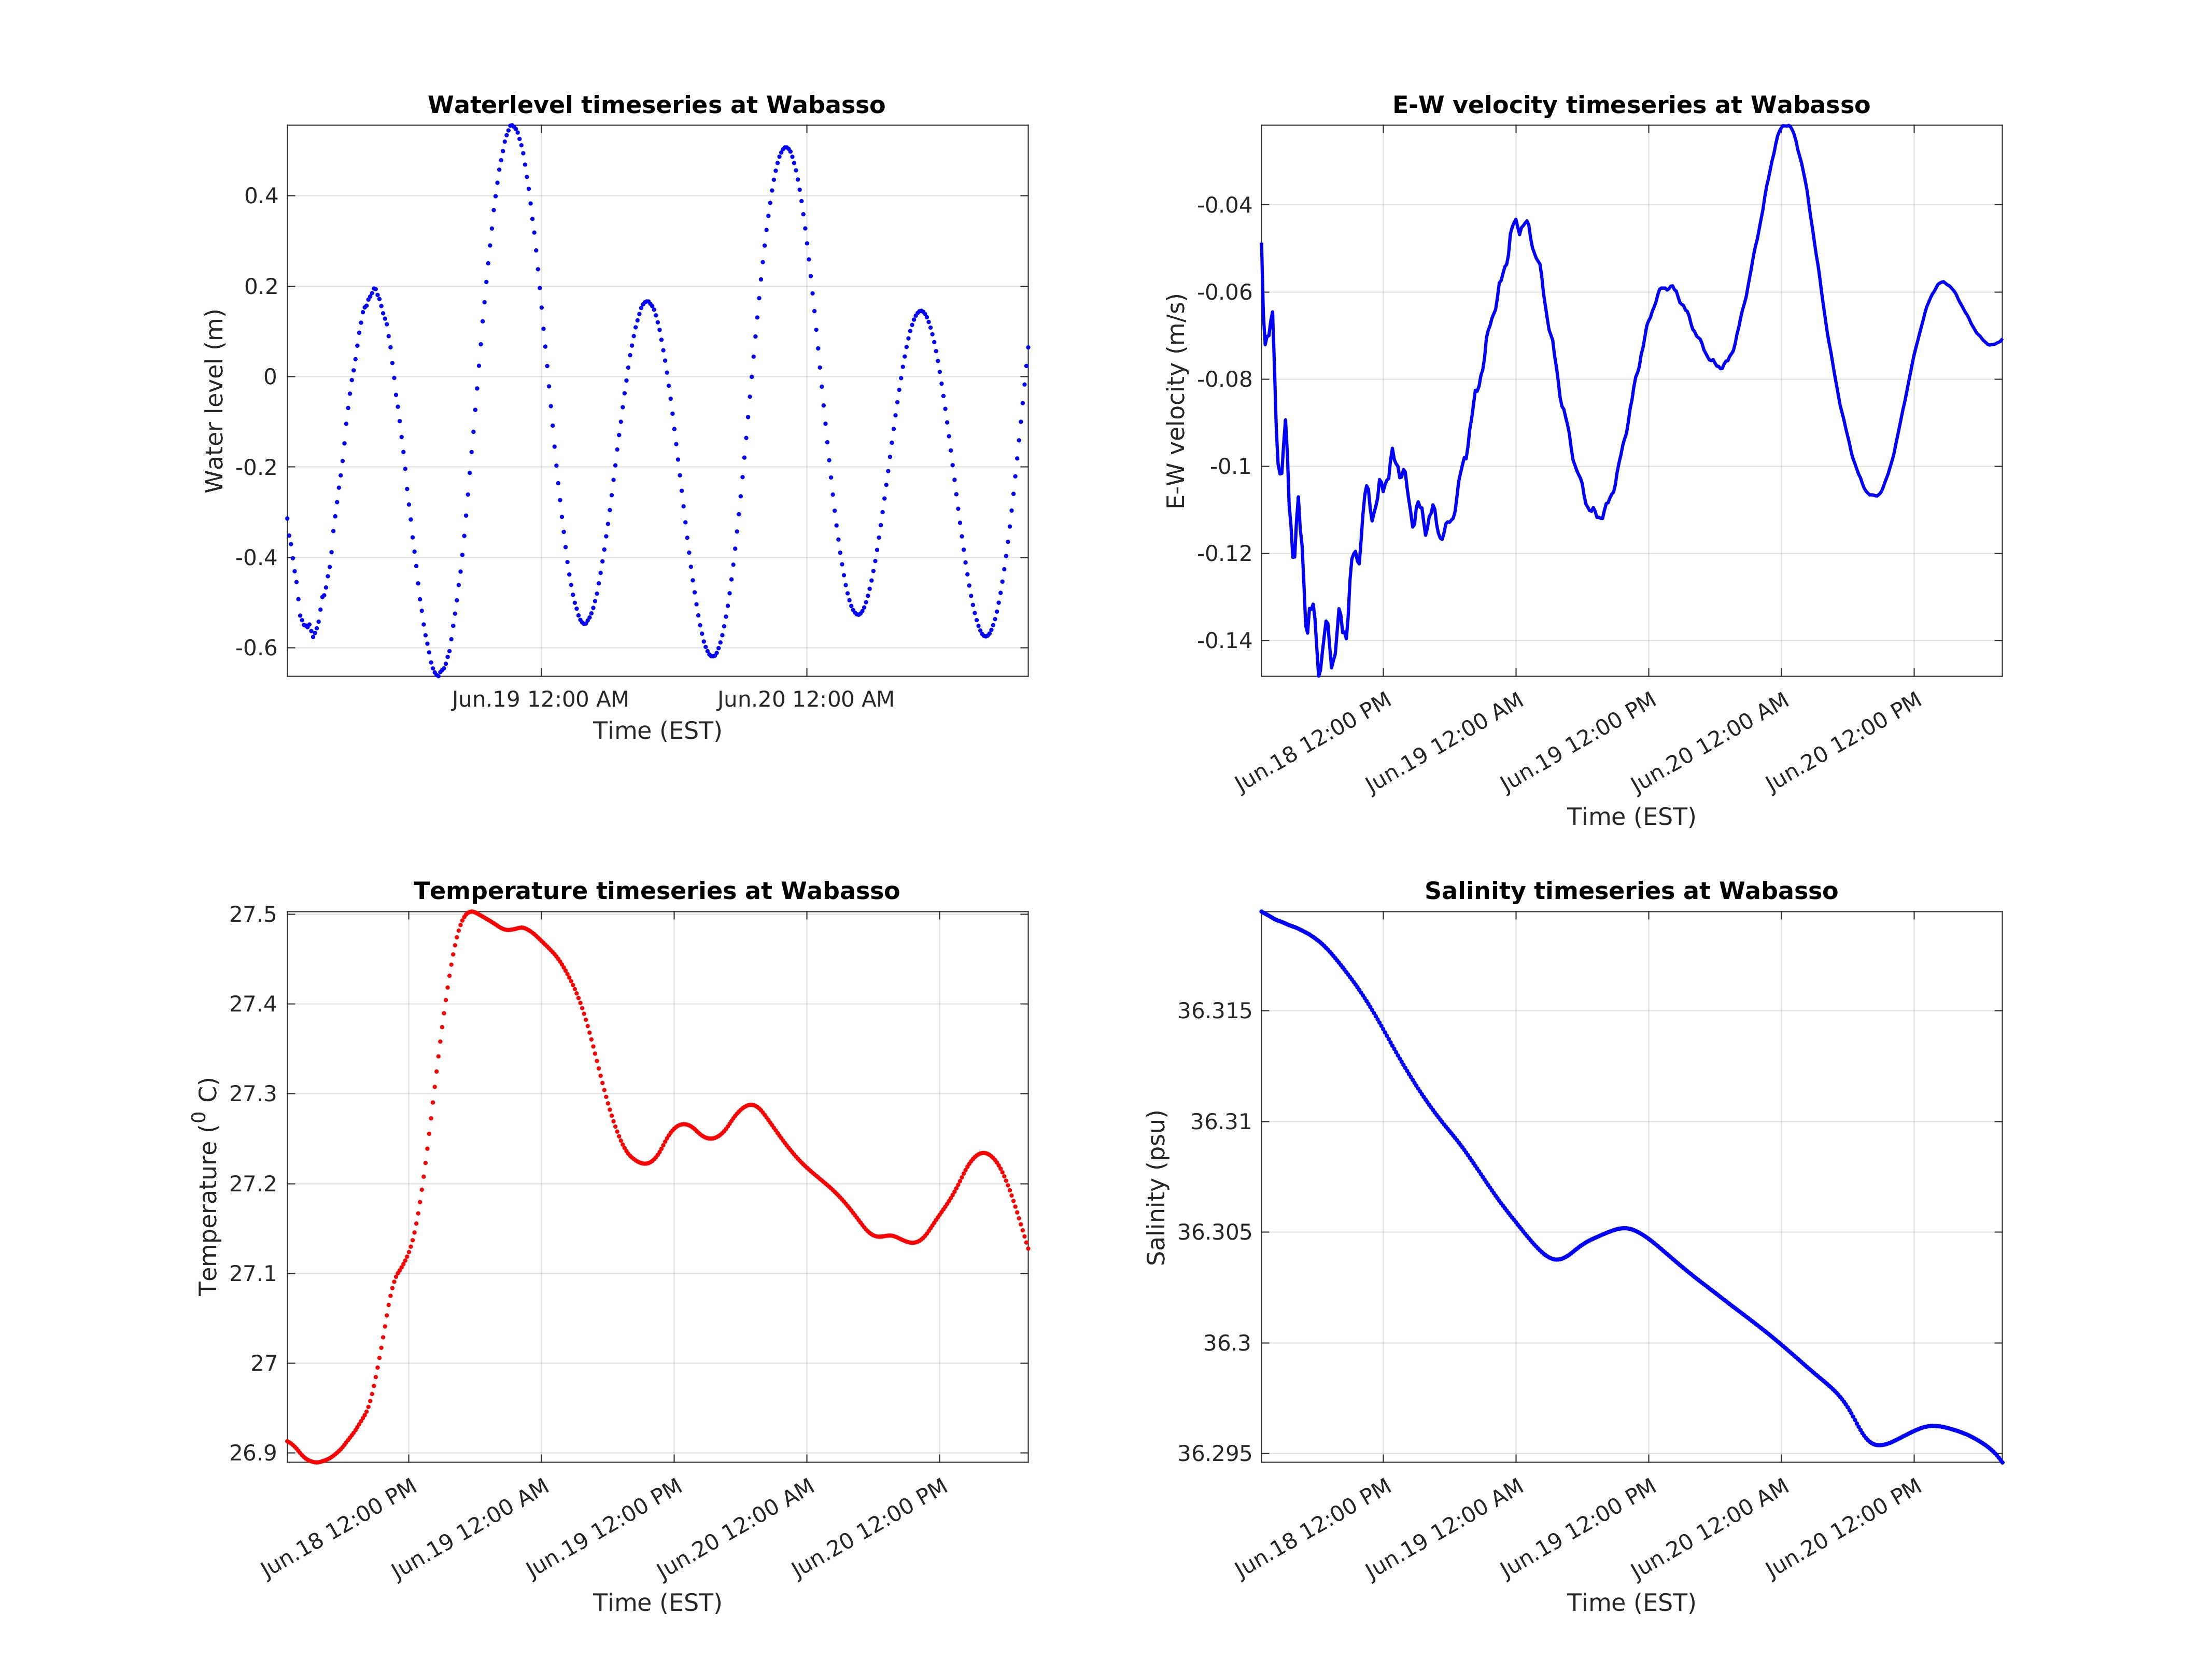 Waterlevel timeseries at Wabasso
0.4
0.2
0
-0.2
-0.4
-0.6
Water level (m)
Jun.19 12:00 AM
Jun.20 12:00 AM
Time (EST)
E-W velocity timeseries at Wabasso
-0.04
-0.06
-0.08
-0.1
-0.12
-0.14
E-W velocity (m/s)
Jun.18 12:00 PM
Jun.19 12:00 AM
Jun.19 12:00 PM
Jun.20 12:00 AM
Jun.20 12:00 PM
Time (EST)
Temperature timeseries at Wabasso
27.5
27.4
27.3
27.2
27.1
27
26.9
Temperature (⁰ C)
Jun.18 12:00 PM
Jun.19 12:00 AM
Jun.19 12:00 PM
Jun.20 12:00 AM
Jun.20 12:00 PM
Time (EST)
Salinity timeseries at Wabasso
36.315
36.31
36.305
36.3
36.295
Salinity (psu)
Jun.18 12:00 PM
Jun.19 12:00 AM
Jun.19 12:00 PM
Jun.20 12:00 AM
Jun.20 12:00 PM
Time (EST)